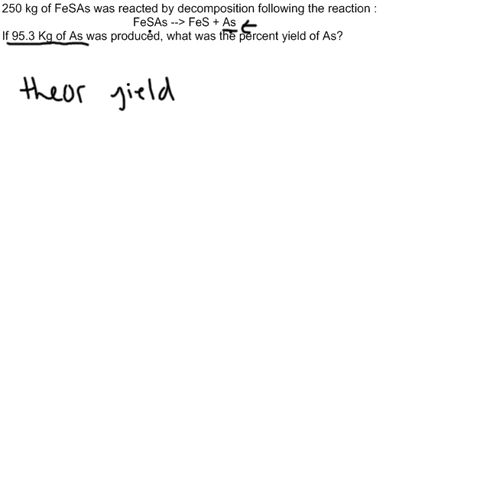 250 kg of FeSAs was reacted by decomposition following the reaction :
FeSAs --> FeS + As
If 95.3 Kg of As was produced, what was the percent yield of As?
theor yield